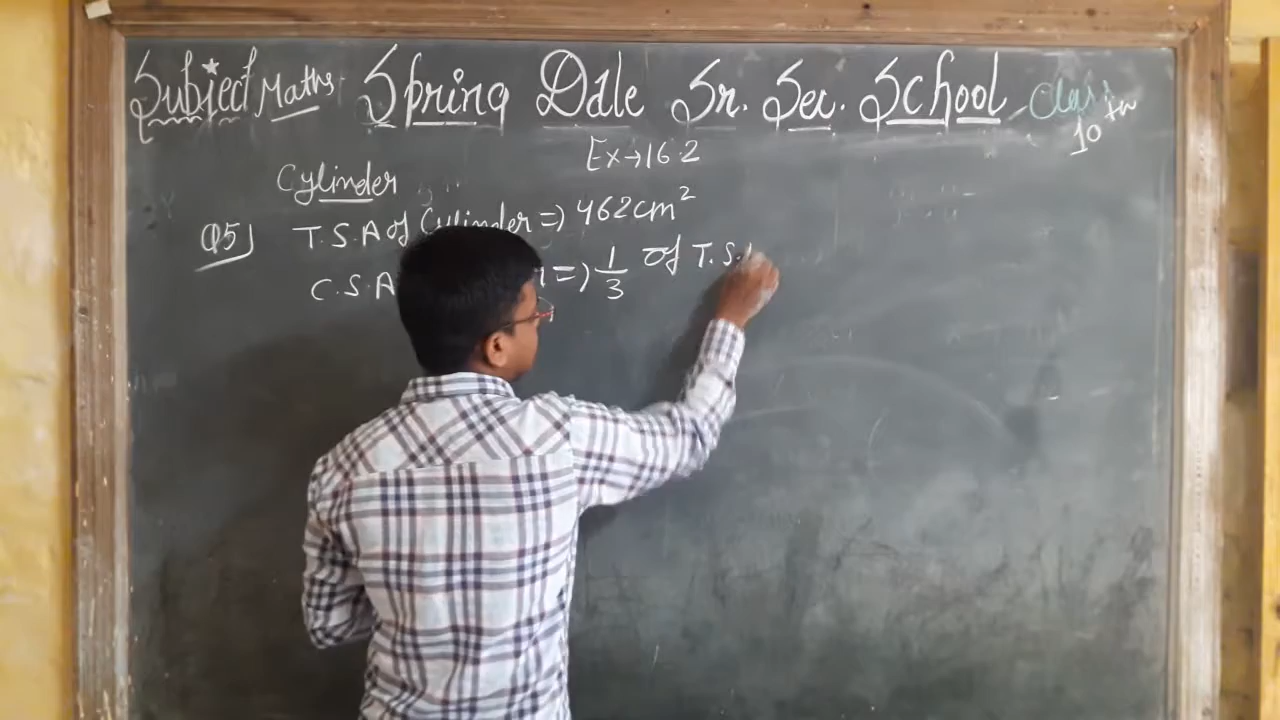 Subject Maths Spring Dale Sr. Sec. School Class 10th
Ex→16.2
Cylinder
Q5) T.S.A of Cylinder =) 462cm²
C.S.A =) 1/3 of T.S.